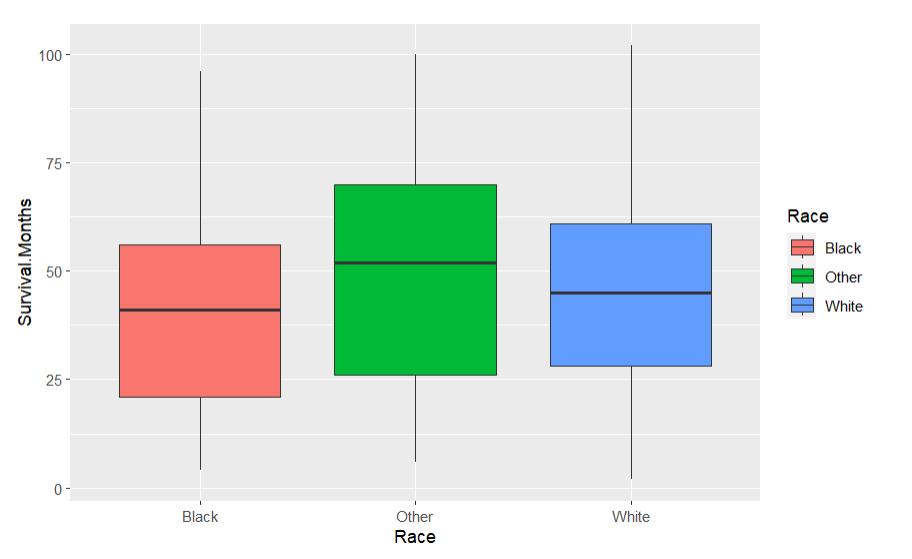 100
75
50
25
0
Survival.Months
Black Other White
Race
Race
Black
Other
White